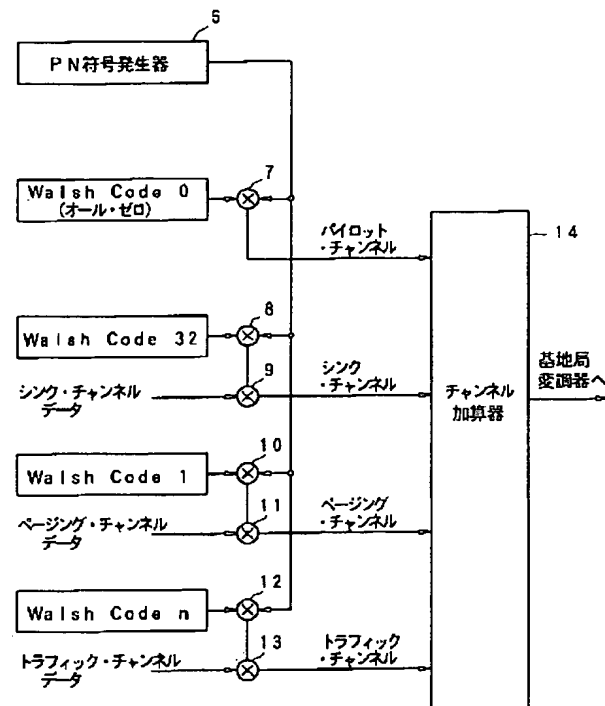 6
PN符号発生器
7
Walsh Code 0
(オール・ゼロ)
パイロット
・チャンネル
14
8
Walsh Code 32
9
シンク・チャンネル
データ
シンク
・チャンネル
チャンネル
加算器
基地局
変調器へ
10
Walsh Code 1
11
ページング・チャンネル
データ
ページング
・チャンネル
12
Walsh Code n
13
トラフィック・チャンネル
データ
トラフィック
・チャンネル